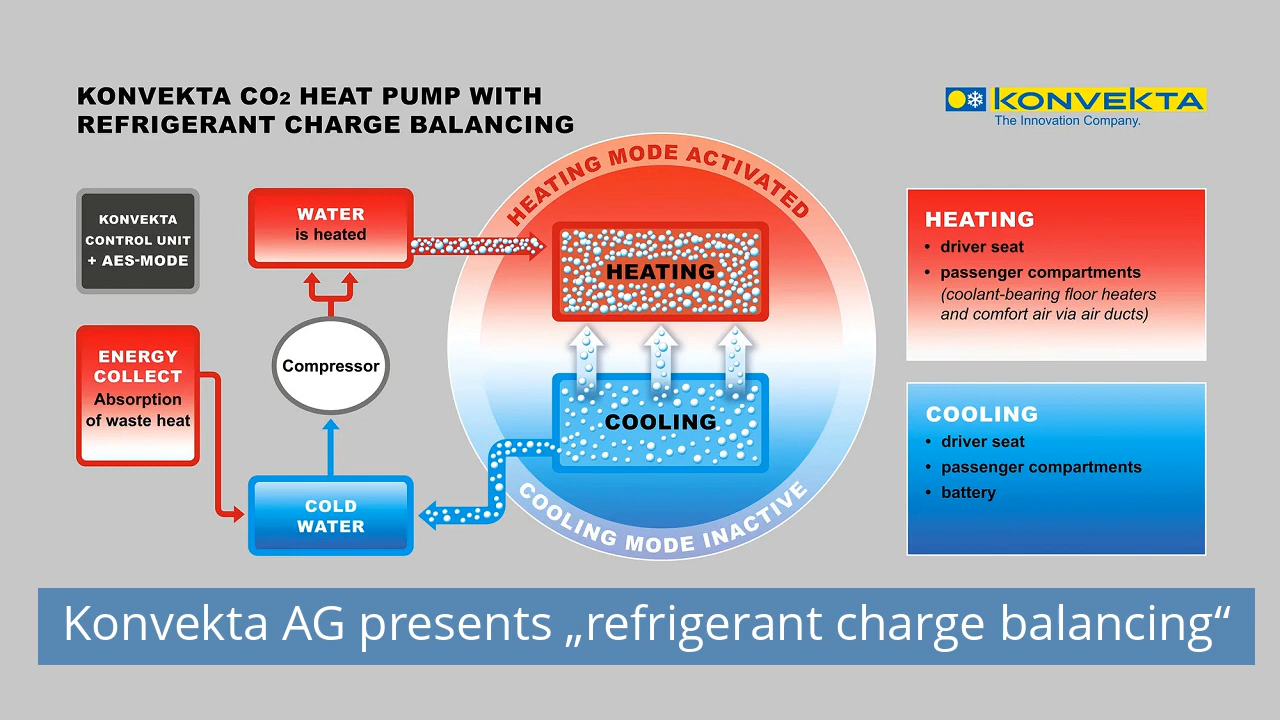 KONVEKTA CO₂ HEAT PUMP WITH
REFRIGERANT CHARGE BALANCING
KONVEKTA
The Innovation Company.
KONVEKTA
CONTROL UNIT
+ AES-MODE
WATER
is heated
ENERGY
COLLECT
Absorption
of waste heat
Compressor
COLD
WATER
HEATING MODE ACTIVATED
HEATING
COOLING
COOLING MODE INACTIVE
HEATING
• driver seat
• passenger compartments
(coolant-bearing floor heaters
and comfort air via air ducts)
COOLING
• driver seat
• passenger compartments
• battery
Konvekta AG presents „refrigerant charge balancing“